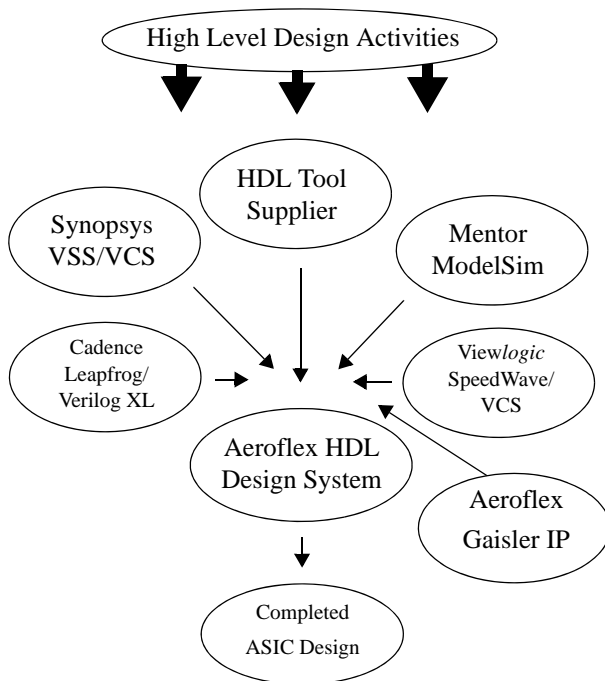 High Level Design Activities
HDL Tool
Supplier
Synopsys
VSS/VCS
Mentor
ModelSim
Cadence
Leapfrog/
Verilog XL
Viewlogic
SpeedWave/
VCS
Aeroflex HDL
Design System
Aeroflex
Gaisler IP
Completed
ASIC Design